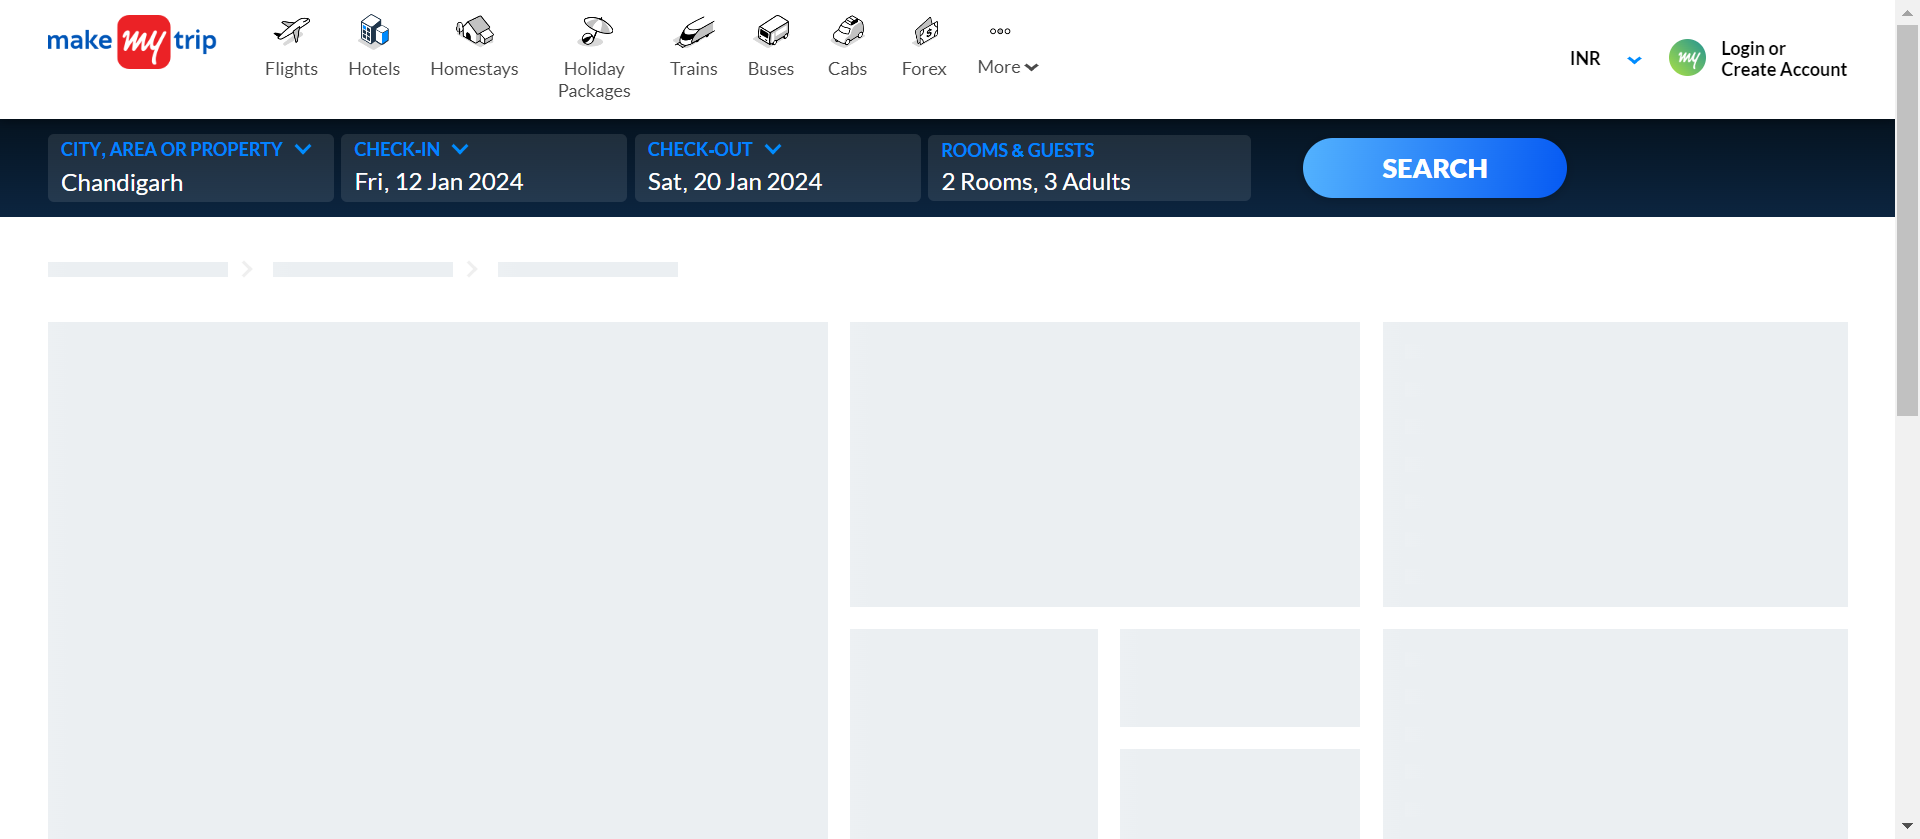 make my trip
Flights
Hotels
Homestays
Holiday
Packages
Trains
Buses
Cabs
Forex
More
INR
my
Login or
Create Account
CITY, AREA OR PROPERTY
Chandigarh
CHECK-IN
Fri, 12 Jan 2024
CHECK-OUT
Sat, 20 Jan 2024
ROOMS & GUESTS
2 Rooms, 3 Adults
SEARCH